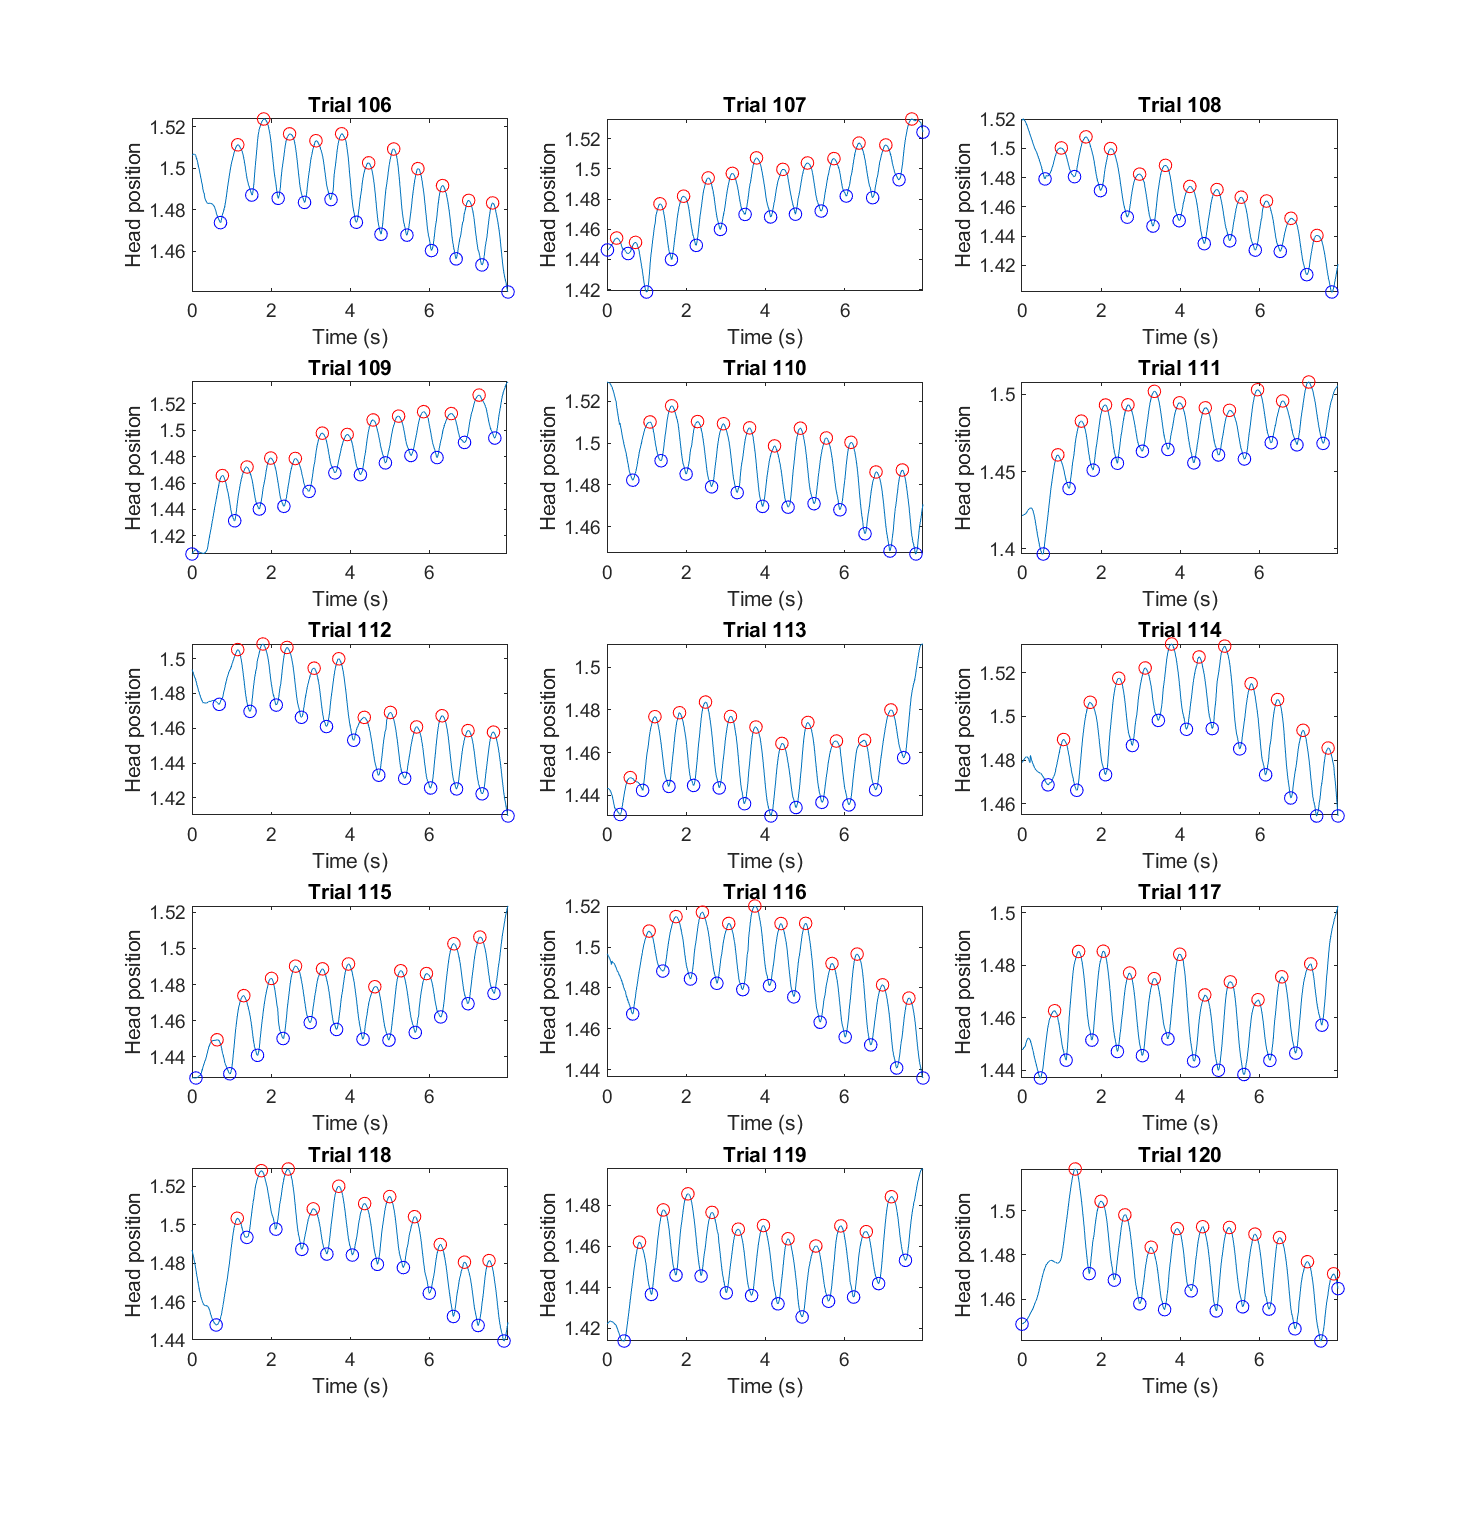 Trial 106
Head position
1.52
1.5
1.48
1.46
0 2 4 6
Time (s)
Trial 107
Head position
1.52
1.5
1.48
1.46
1.44
1.42
0 2 4 6
Time (s)
Trial 108
Head position
1.52
1.5
1.48
1.46
1.44
1.42
0 2 4 6
Time (s)
Trial 109
Head position
1.52
1.5
1.48
1.46
1.44
1.42
0 2 4 6
Time (s)
Trial 110
Head position
1.52
1.5
1.48
1.46
0 2 4 6
Time (s)
Trial 111
Head position
1.5
1.45
1.4
0 2 4 6
Time (s)
Trial 112
Head position
1.5
1.48
1.46
1.44
1.42
0 2 4 6
Time (s)
Trial 113
Head position
1.5
1.48
1.46
1.44
0 2 4 6
Time (s)
Trial 114
Head position
1.52
1.5
1.48
1.46
0 2 4 6
Time (s)
Trial 115
Head position
1.52
1.5
1.48
1.46
1.44
0 2 4 6
Time (s)
Trial 116
Head position
1.52
1.5
1.48
1.46
1.44
0 2 4 6
Time (s)
Trial 117
Head position
1.5
1.48
1.46
1.44
0 2 4 6
Time (s)
Trial 118
Head position
1.52
1.5
1.48
1.46
1.44
0 2 4 6
Time (s)
Trial 119
Head position
1.48
1.46
1.44
1.42
0 2 4 6
Time (s)
Trial 120
Head position
1.5
1.48
1.46
0 2 4 6
Time (s)